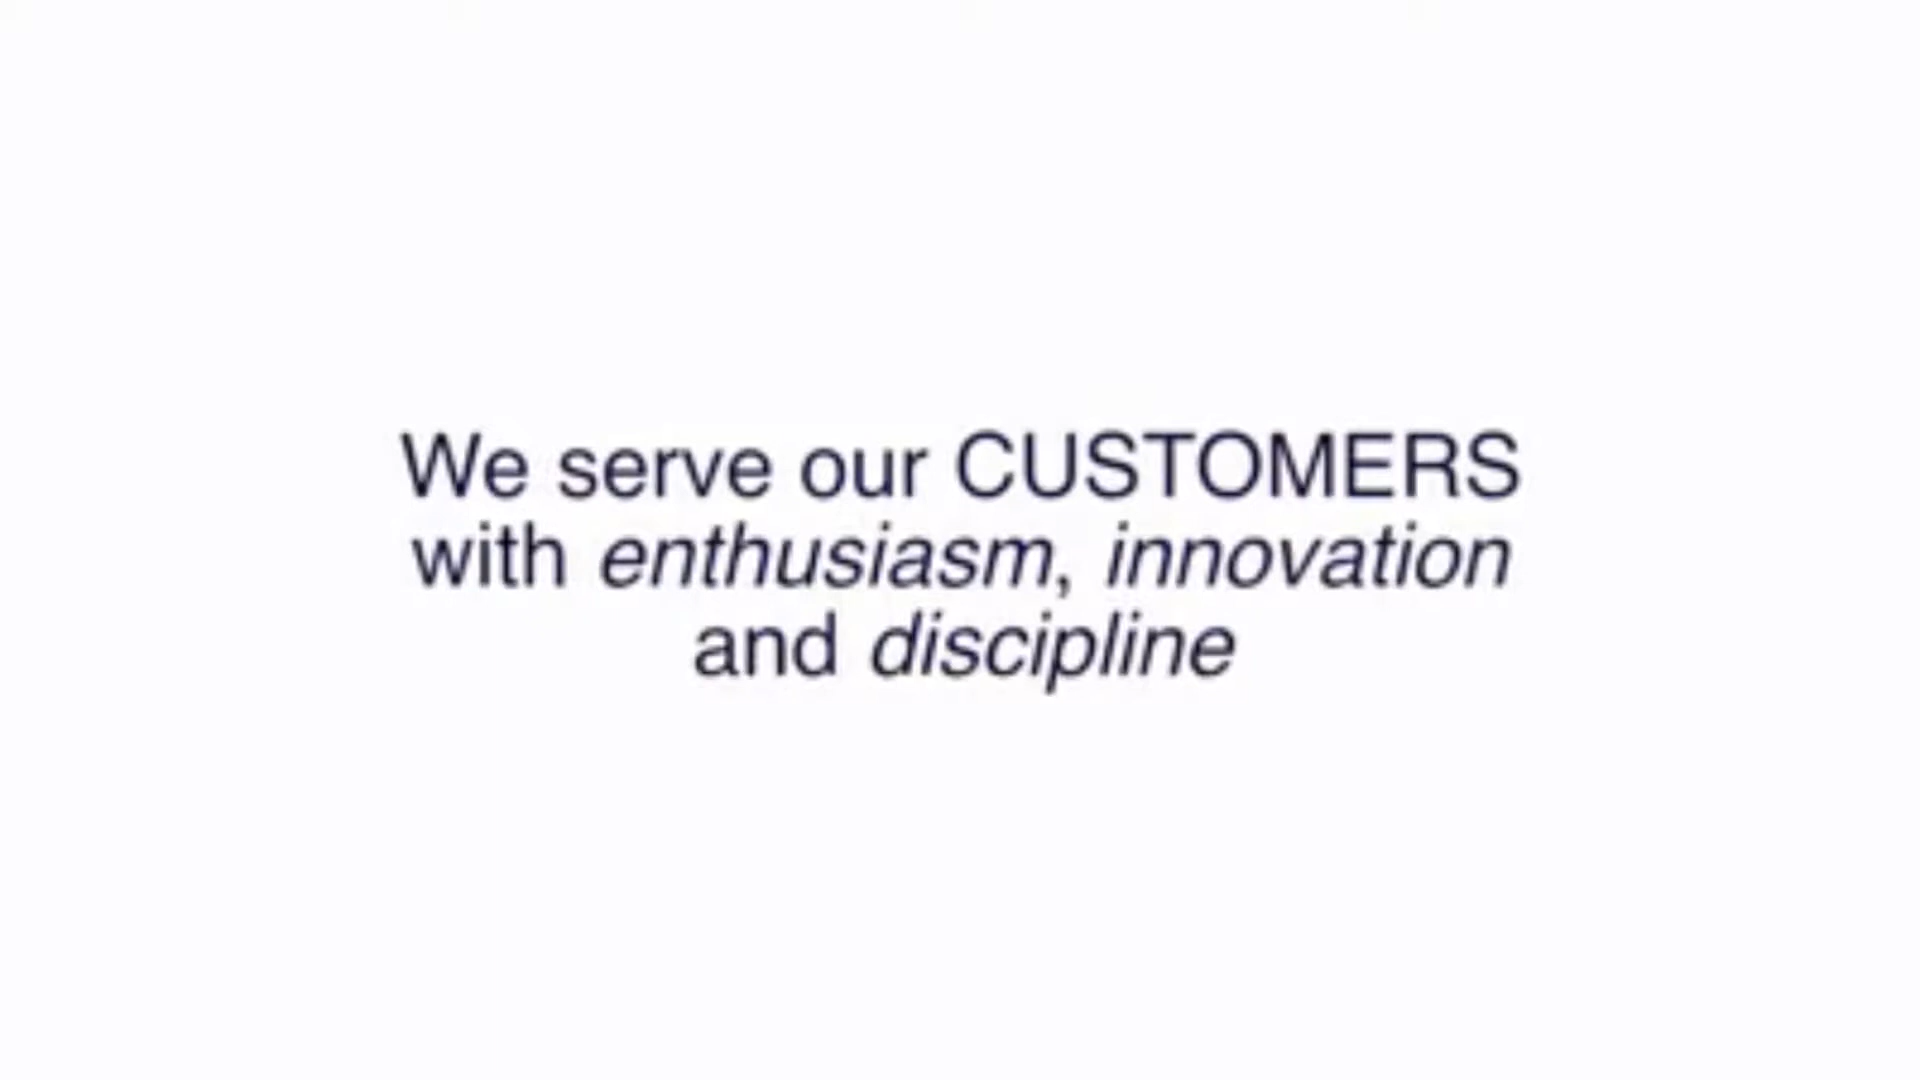 We serve our CUSTOMERS
with enthusiasm, innovation
and discipline